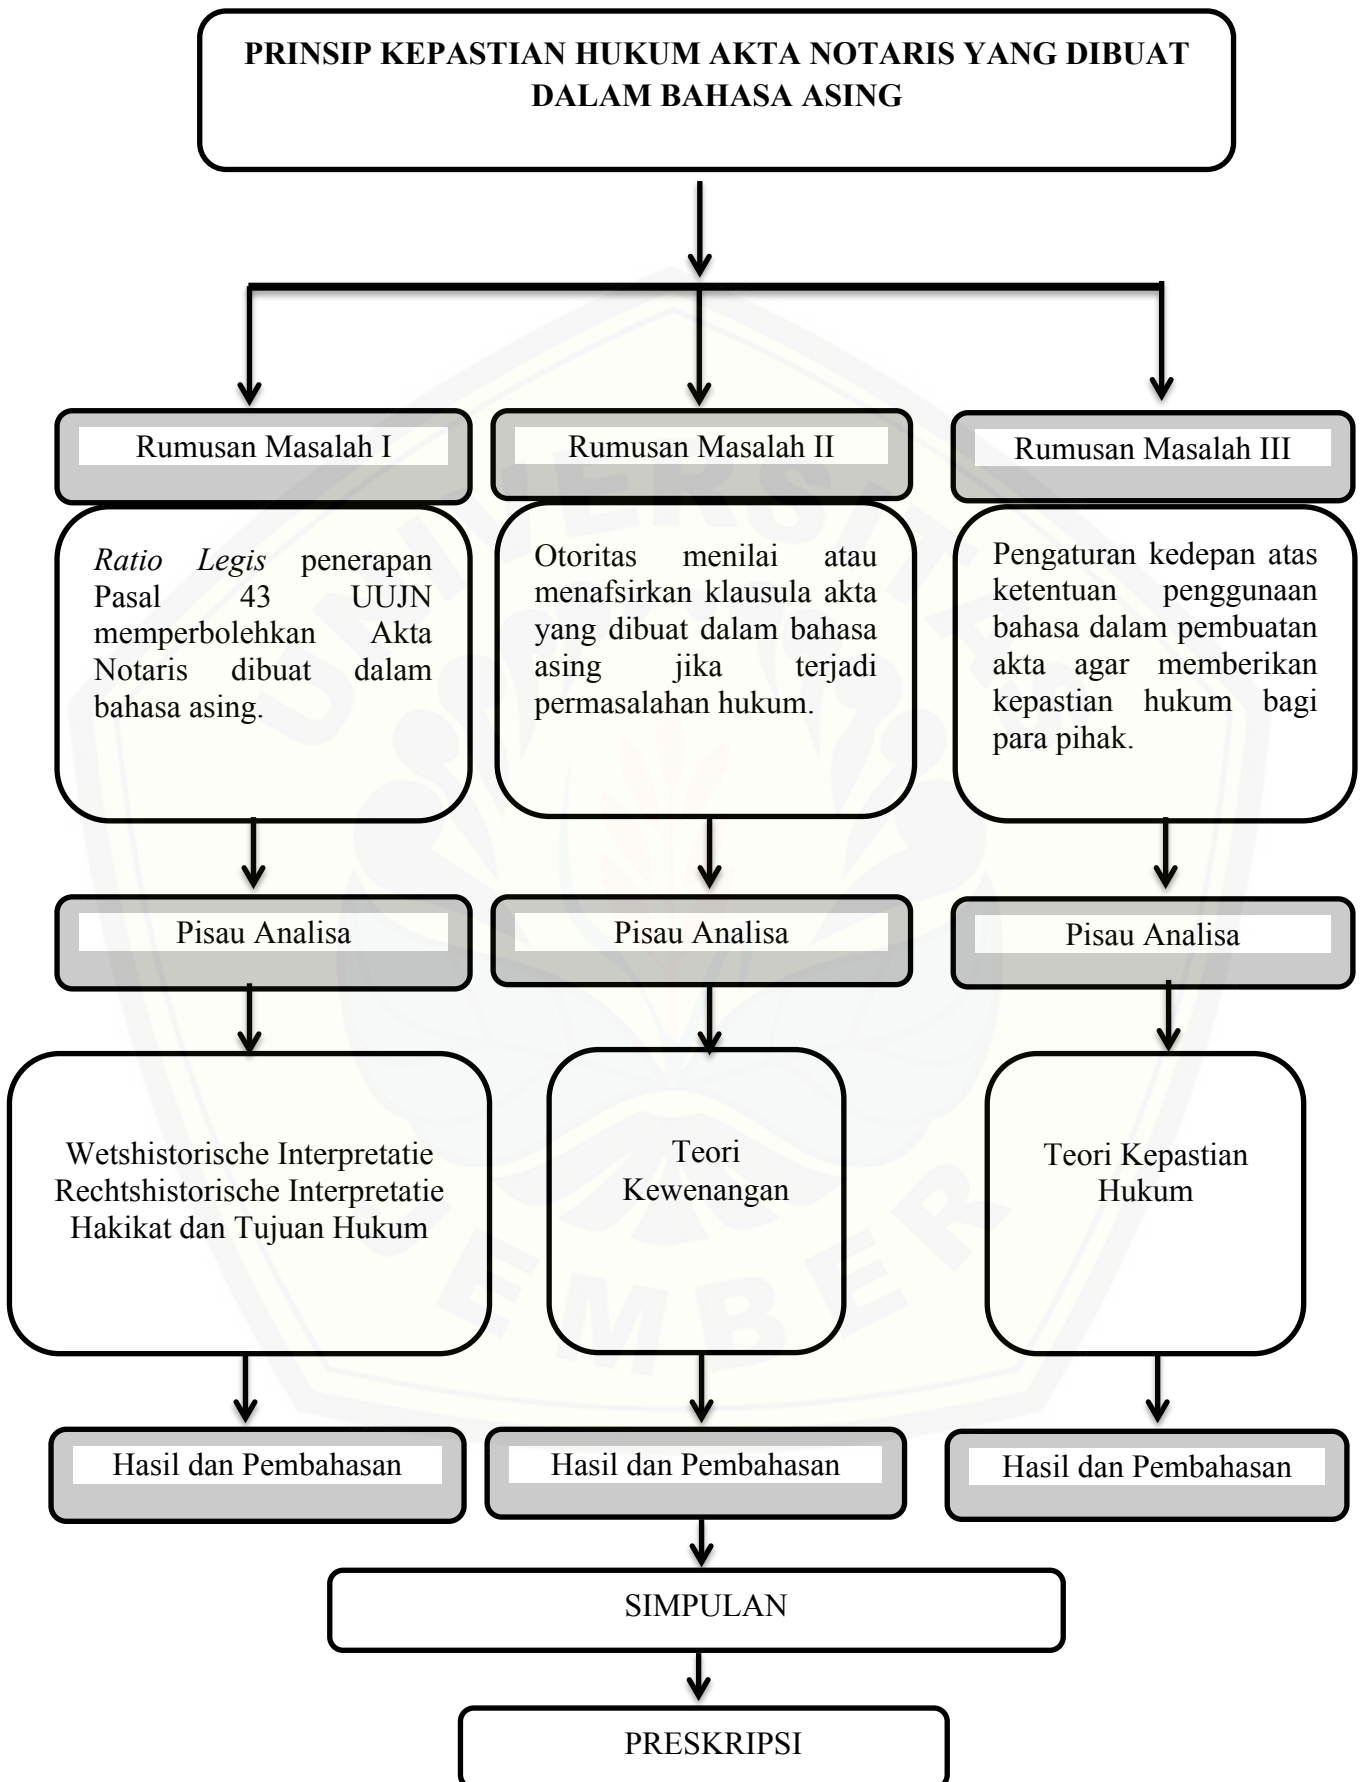 PRINSIP KEPASTIAN HUKUM AKTA NOTARIS YANG DIBUAT
DALAM BAHASA ASING
Rumusan Masalah I
Rumusan Masalah II
Rumusan Masalah III
Ratio Legis penerapan
Pasal 43 UUJN
memperbolehkan Akta
Notaris dibuat dalam
bahasa asing.
Otoritas menilai atau
menafsirkan klausula akta
yang dibuat dalam bahasa
asing jika terjadi
permasalahan hukum.
Pengaturan kedepan atas
ketentuan penggunaan
bahasa dalam pembuatan
akta agar memberikan
kepastian hukum bagi
para pihak.
Pisau Analisa
Pisau Analisa
Pisau Analisa
Wetshistorische Interpretatie
Rechtshistorische Interpretatie
Hakikat dan Tujuan Hukum
Teori
Kewenangan
Teori Kepastian
Hukum
Hasil dan Pembahasan
Hasil dan Pembahasan
Hasil dan Pembahasan
SIMPULAN
PRESKRIPSI
UNIVERSITAS
JEMBER